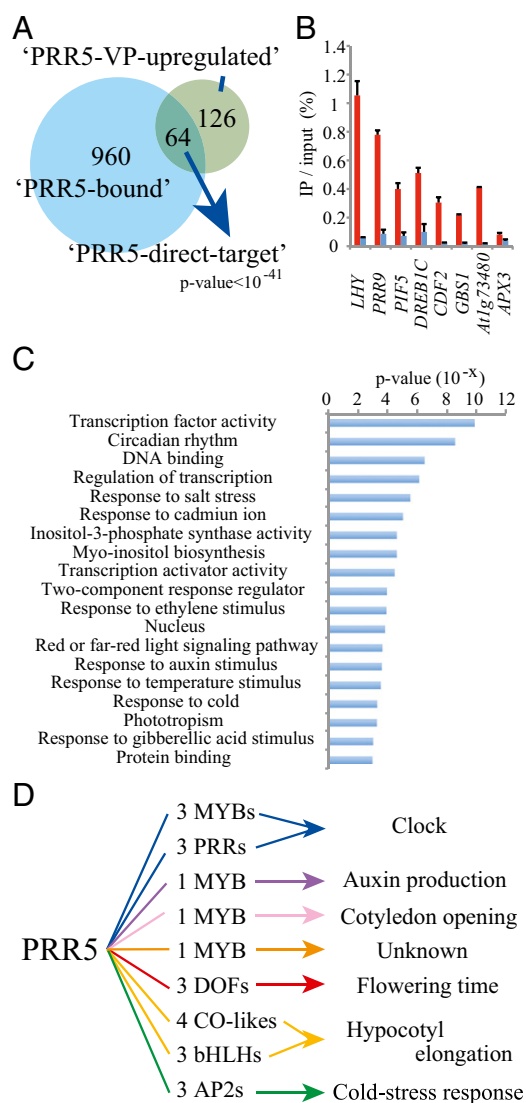 A
'PRR5-VP-upregulated'
126
64
960
'PRR5-bound'
'PRR5-direct-target'
p-value<10⁻⁴¹
B
IP / input (%)
1.4
1.2
1
0.8
0.6
0.4
0.2
0
LHY
PRR9
PIF5
DREB1C
CDF2
GBS1
At1g73480
APX3
C
p-value (10⁻ˣ)
0 2 4 6 8 10 12
Transcription factor activity
Circadian rhythm
DNA binding
Regulation of transcription
Response to salt stress
Response to cadmiun ion
Inositol-3-phosphate synthase activity
Myo-inositol biosynthesis
Transcription activator activity
Two-component response regulator
Response to ethylene stimulus
Nucleus
Red or far-red light signaling pathway
Response to auxin stimulus
Response to temperature stimulus
Response to cold
Phototropism
Response to gibberellic acid stimulus
Protein binding
D
PRR5
3 MYBs
3 PRRs
Clock
1 MYB
Auxin production
1 MYB
Cotyledon opening
1 MYB
Unknown
3 DOFs
Flowering time
4 CO-likes
3 bHLHs
Hypocotyl
elongation
3 AP2s
Cold-stress response